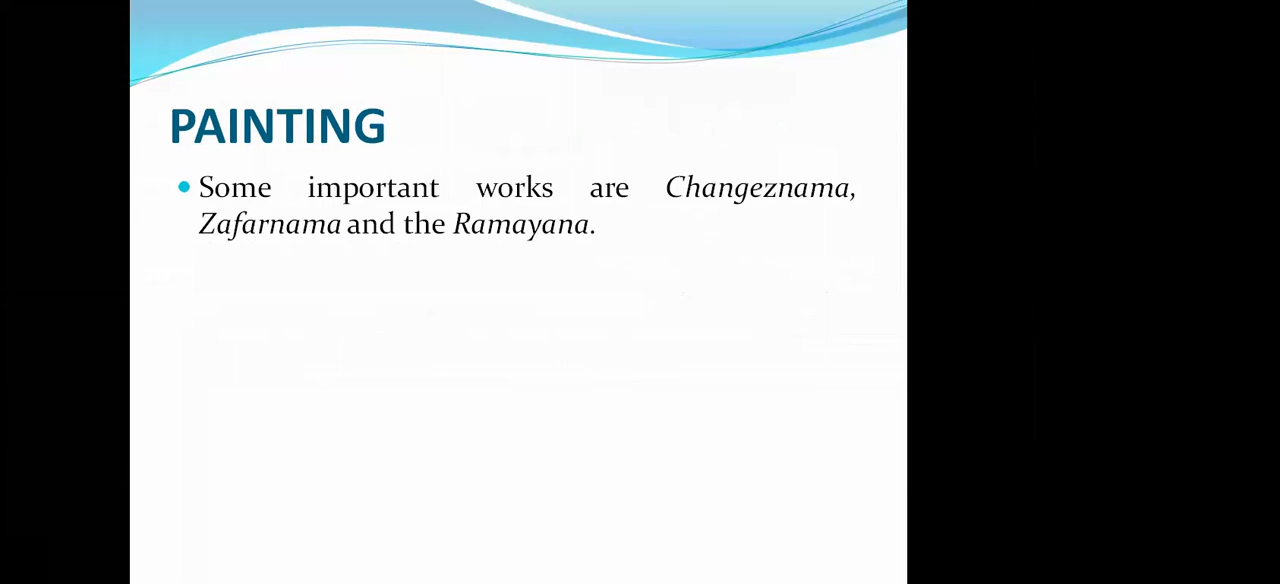 PAINTING
• Some important works are Changeznama,
Zafarnama and the Ramayana.